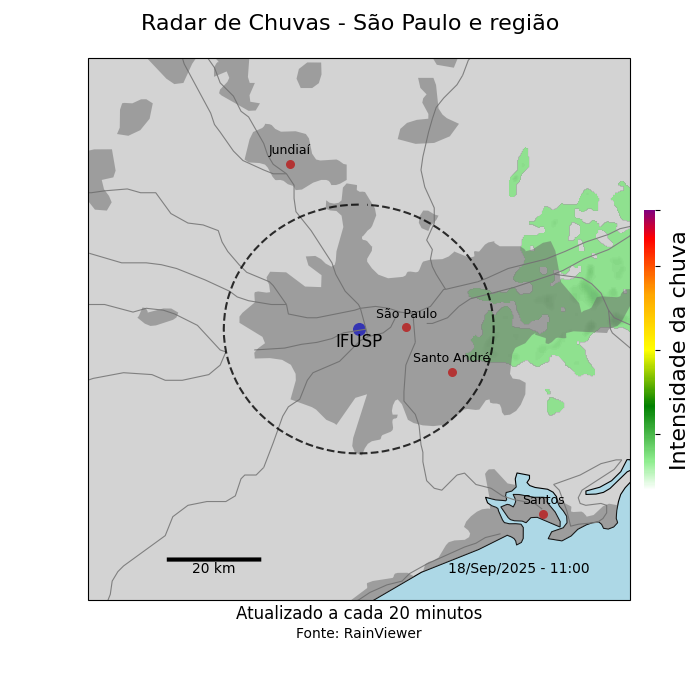 Radar de Chuvas - São Paulo e região
Jundiaí
São Paulo
IFUSP
Santo André
Santos
20 km
18/Sep/2025 - 11:00
Intensidade da chuva
Atualizado a cada 20 minutos
Fonte: RainViewer